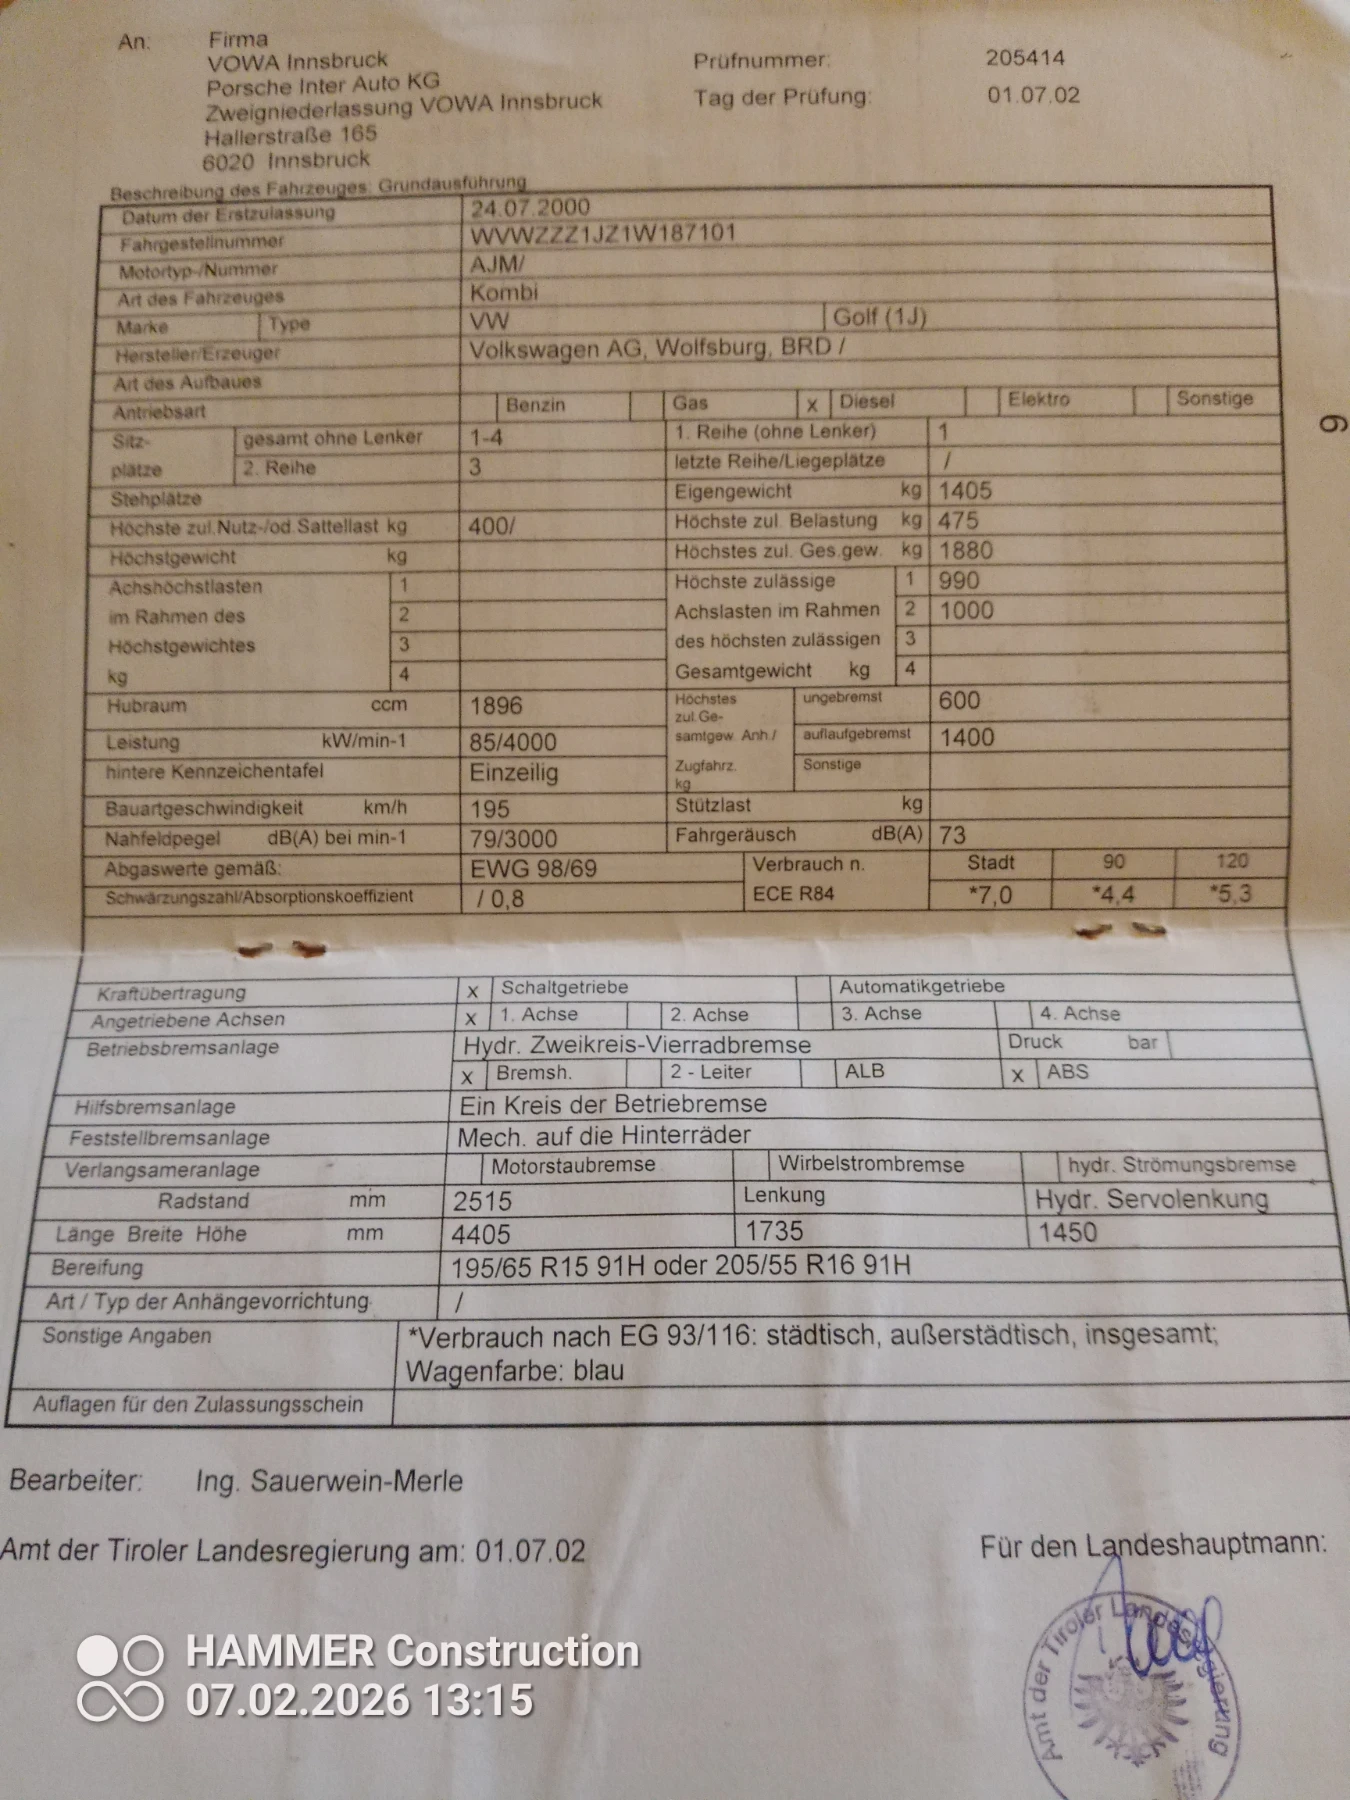 An: Firma
VOWA Innsbruck
Porsche Inter Auto KG
Zweigniederlassung VOWA Innsbruck
Hallerstraße 165
6020 Innsbruck
Prüfnummer: 205414
Tag der Prüfung: 01.07.02
Beschreibung des Fahrzeuges: Grundausführung
Datum der Erstzulassung 24.07.2000
Fahrgestellnummer WVWZZZ1JZ1W187101
Motortyp-/Nummer AJM/
Art des Fahrzeuges Kombi
Marke Type VW Golf (1J)
Hersteller/Erzeuger Volkswagen AG, Wolfsburg, BRD /
Art des Aufbaues
Antriebsart Benzin Gas x Diesel Elektro Sonstige
Sitz- gesamt ohne Lenker 1-4 1. Reihe (ohne Lenker) 1
plätze 2. Reihe 3 letzte Reihe/Liegeplätze /
Stehplätze Eigengewicht kg 1405
Höchste zul.Nutz-/od.Sattellast kg 400/ Höchste zul. Belastung kg 475
Höchstgewicht kg Höchstes zul. Ges.gew. kg 1880
Achshöchstlasten 1 Höchste zulässige 1 990
im Rahmen des 2 Achslasten im Rahmen 2 1000
Höchstgewichtes 3 des höchsten zulässigen 3
kg 4 Gesamtgewicht kg 4
Hubraum ccm 1896 Höchstes zul.Ge- ungebremst 600
Leistung kW/min-1 85/4000 samtgew. Anh./ auflaufgebremst 1400
hintere Kennzeichentafel Einzeilig Zugfahrz. kg Sonstige
Bauartgeschwindigkeit km/h 195 Stützlast kg
Nahfeldpegel dB(A) bei min-1 79/3000 Fahrgeräusch dB(A) 73
Abgaswerte gemäß: EWG 98/69 Verbrauch n. Stadt 90 120
Schwärzungszahl/Absorptionskoeffizient / 0,8 ECE R84 *7,0 *4,4 *5,3
Kraftübertragung x Schaltgetriebe Automatikgetriebe
Angetriebene Achsen x 1. Achse 2. Achse 3. Achse 4. Achse
Betriebsbremsanlage Hydr. Zweikreis-Vierradbremse Druck bar
x Bremsh. 2 - Leiter ALB x ABS
Hilfsbremsanlage Ein Kreis der Betriebremse
Feststellbremsanlage Mech. auf die Hinterräder
Verlangsameranlage Motorstaubremse Wirbelstrombremse hydr. Strömungsbremse
Radstand mm 2515 Lenkung Hydr. Servolenkung
Länge Breite Höhe mm 4405 1735 1450
Bereifung 195/65 R15 91H oder 205/55 R16 91H
Art / Typ der Anhängevorrichtung /
Sonstige Angaben *Verbrauch nach EG 93/116: städtisch, außerstädtisch, insgesamt;
Wagenfarbe: blau
Auflagen für den Zulassungsschein
Bearbeiter: Ing. Sauerwein-Merle
Amt der Tiroler Landesregierung am: 01.07.02
Für den Landeshauptmann:
Amt der Tiroler Landesregierung
HAMMER Construction
07.02.2026 13:15